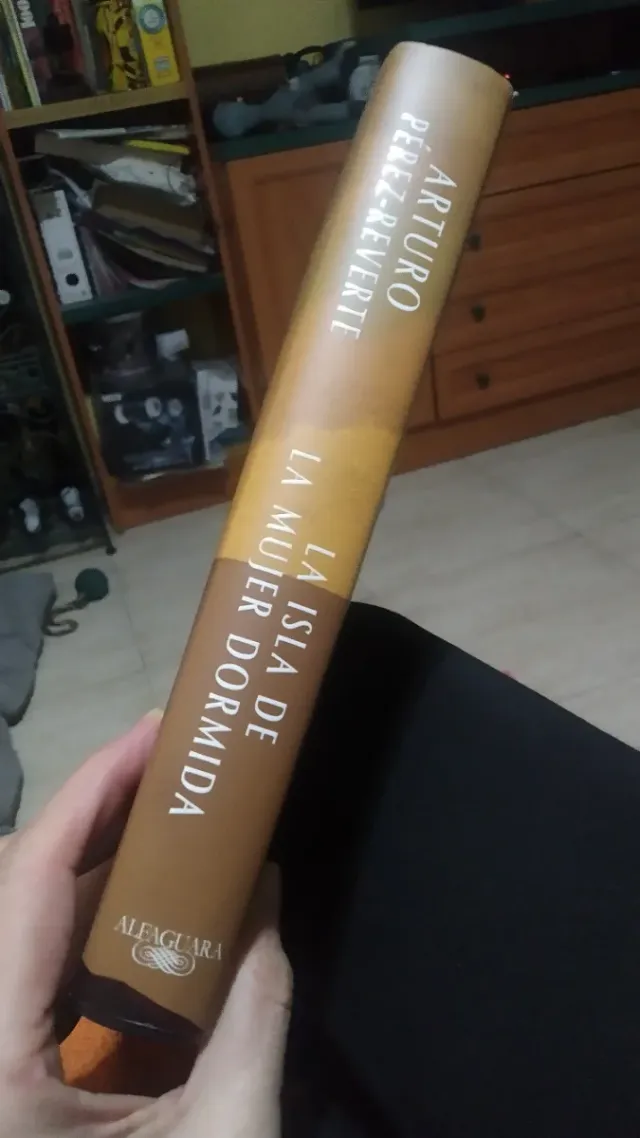 ARTURO
PÉREZ-REVERTE
LA ISLA DE
LA MUJER DORMIDA
ALFAGUARA